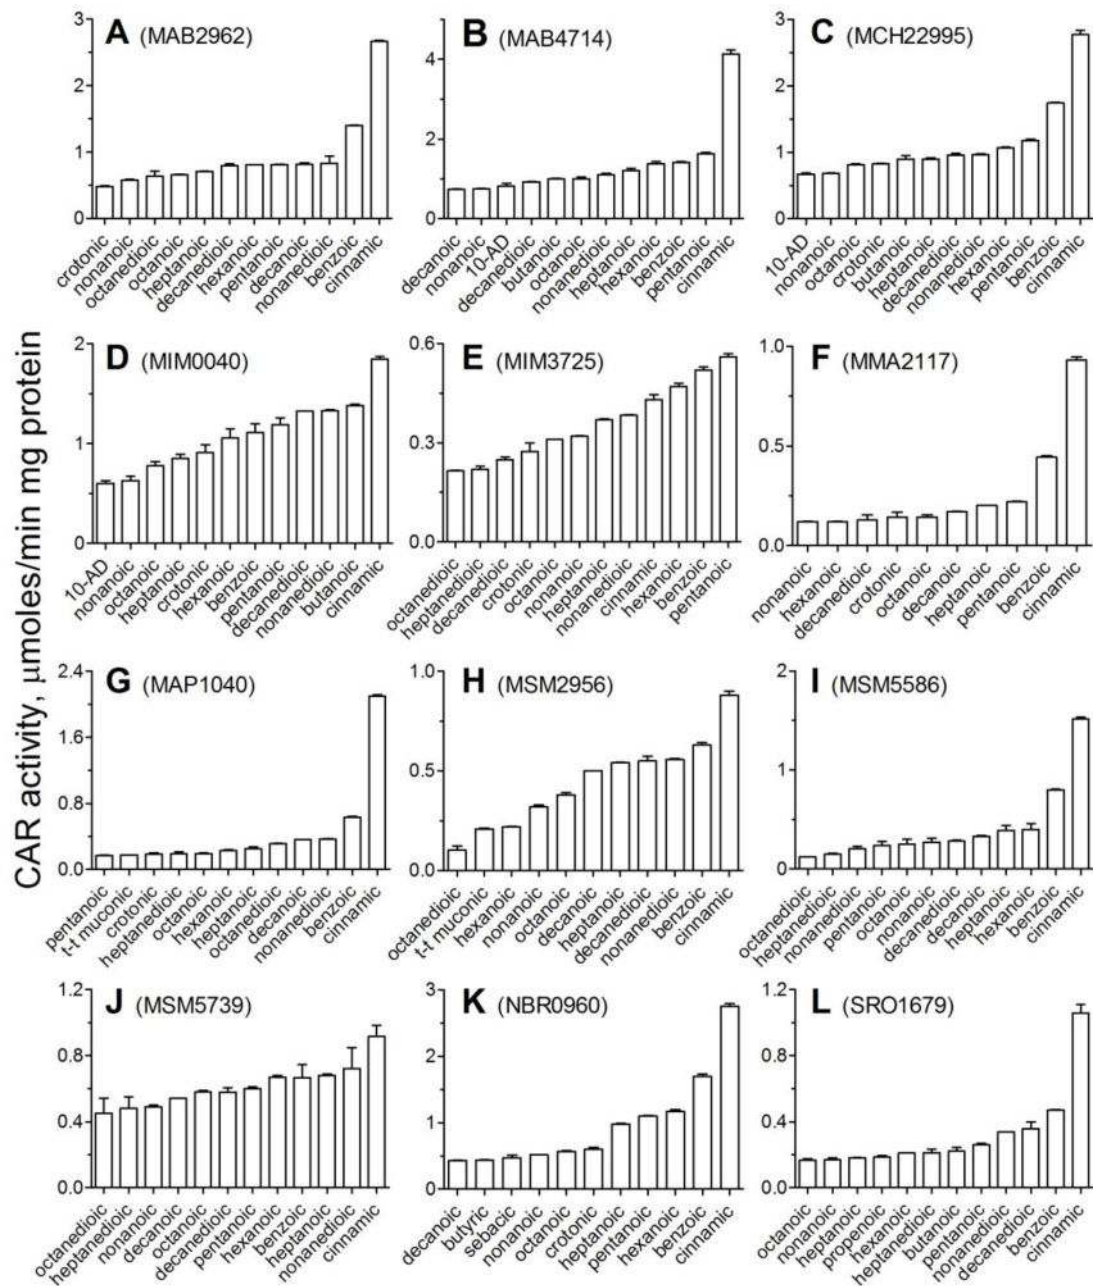 CAR activity, µmoles/min mg protein
A (MAB2962)
3
2
1
0
crotonic
nonanoic
octanedioic
octanoic
heptanoic
decanedioic
hexanoic
pentanoic
decanoic
nonanedioic
benzoic
cinnamic
B (MAB4714)
4
2
0
decanoic
nonanoic
10-AD
decanedioic
butanoic
octanoic
nonanedioic
heptanoic
hexanoic
benzoic
pentanoic
cinnamic
C (MCH22995)
3
2
1
0
10-AD
nonanoic
octanoic
crotonic
butanoic
heptanoic
decanedioic
nonanedioic
hexanoic
pentanoic
benzoic
cinnamic
D (MIM0040)
2
1
0
10-AD
nonanoic
octanoic
heptanoic
crotonic
hexanoic
benzoic
pentanoic
decanedioic
nonanedioic
butanoic
cinnamic
E (MIM3725)
0.6
0.3
0.0
octanedioic
heptanedioic
decanedioic
crotonic
octanoic
nonanoic
heptanoic
nonanedioic
cinnamic
hexanoic
benzoic
pentanoic
F (MMA2117)
1.0
0.5
0.0
nonanoic
hexanoic
decanedioic
crotonic
octanoic
decanoic
heptanoic
pentanoic
benzoic
cinnamic
G (MAP1040)
2.4
1.6
0.8
0.0
pentanoic
t-t muconic
crotonic
heptanedioic
octanoic
hexanoic
heptanoic
octanedioic
decanoic
nonanedioic
benzoic
cinnamic
H (MSM2956)
1.0
0.5
0.0
octanedioic
t-t muconic
hexanoic
nonanoic
octanoic
decanoic
heptanoic
decanedioic
nonanedioic
benzoic
cinnamic
I (MSM5586)
2
1
0
octanedioic
heptanedioic
nonanedioic
pentanoic
octanoic
nonanoic
decanedioic
decanoic
heptanoic
hexanoic
benzoic
cinnamic
J (MSM5739)
1.2
0.8
0.4
0.0
octanedioic
heptanedioic
nonanoic
decanoic
octanoic
decanedioic
pentanoic
hexanoic
benzoic
heptanoic
nonanedioic
cinnamic
K (NBR0960)
3
2
1
0
decanoic
butyric
sebacic
nonanoic
octanoic
crotonic
heptanoic
pentanoic
hexanoic
benzoic
cinnamic
L (SRO1679)
1.2
0.8
0.4
0.0
octanoic
nonanoic
heptanoic
propenoic
hexanoic
heptanedioic
butanoic
pentanoic
nonanedioic
decanedioic
benzoic
cinnamic